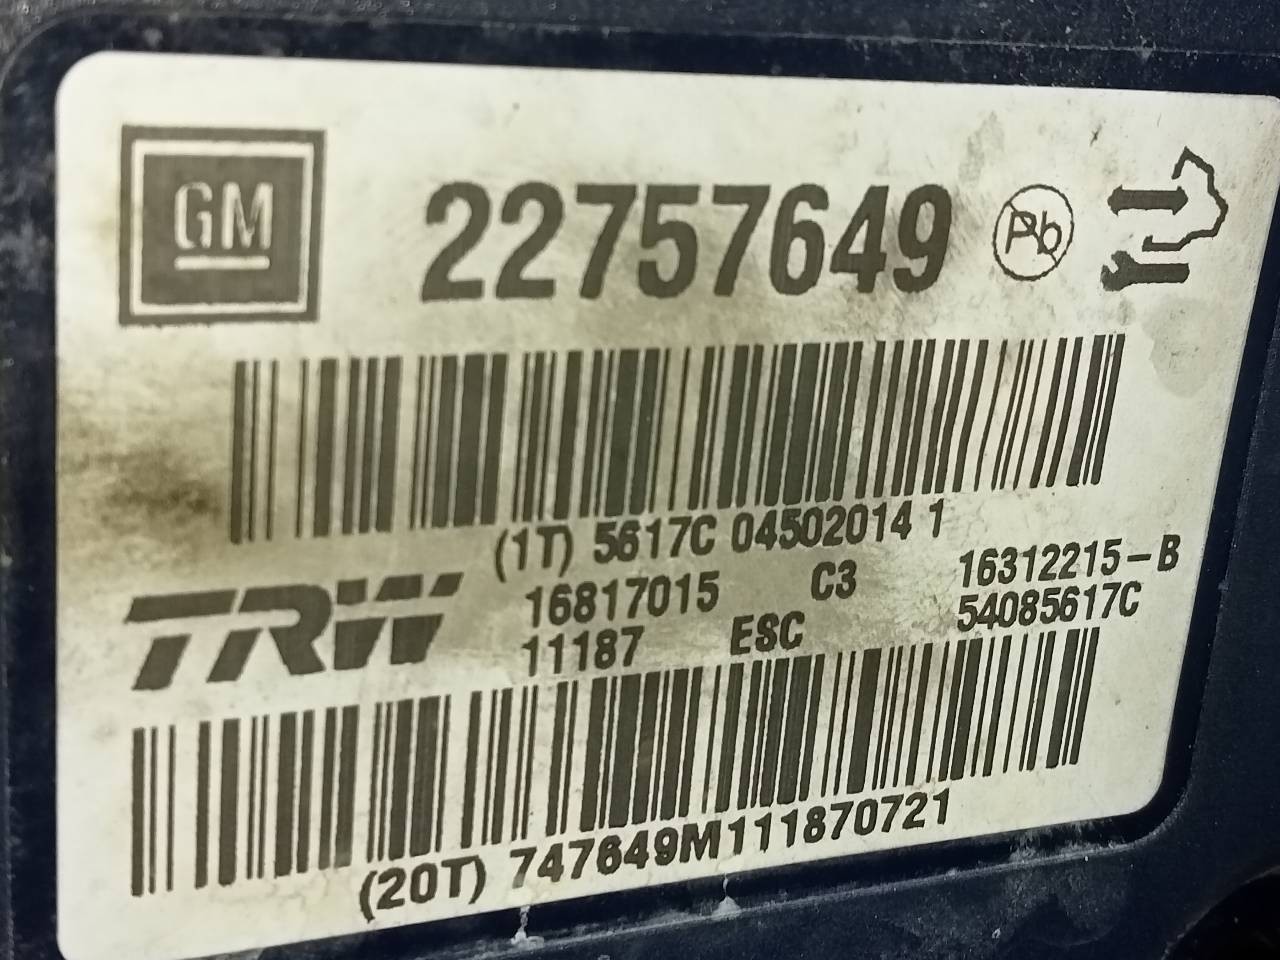 GM
22757649
Pb
(1T) 5617C 04502014 1
TRW
16817015 C3 16312215-B
11187 ESC 54085617C
(20T) 747649M111870721